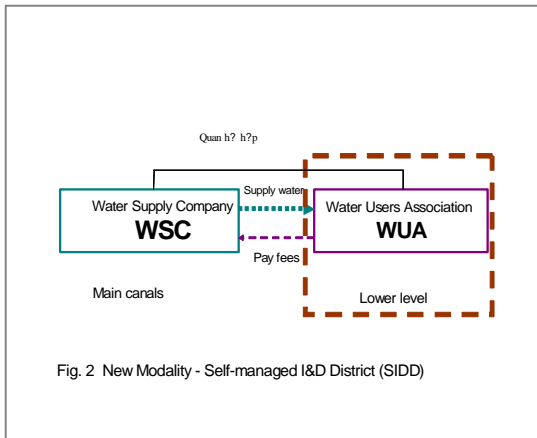 Quan h? h?p
Supply water
Water Supply Company
WSC
Water Users Association
WUA
Pay fees
Main canals
Lower level
Fig. 2 New Modality - Self-managed I&D District (SIDD)